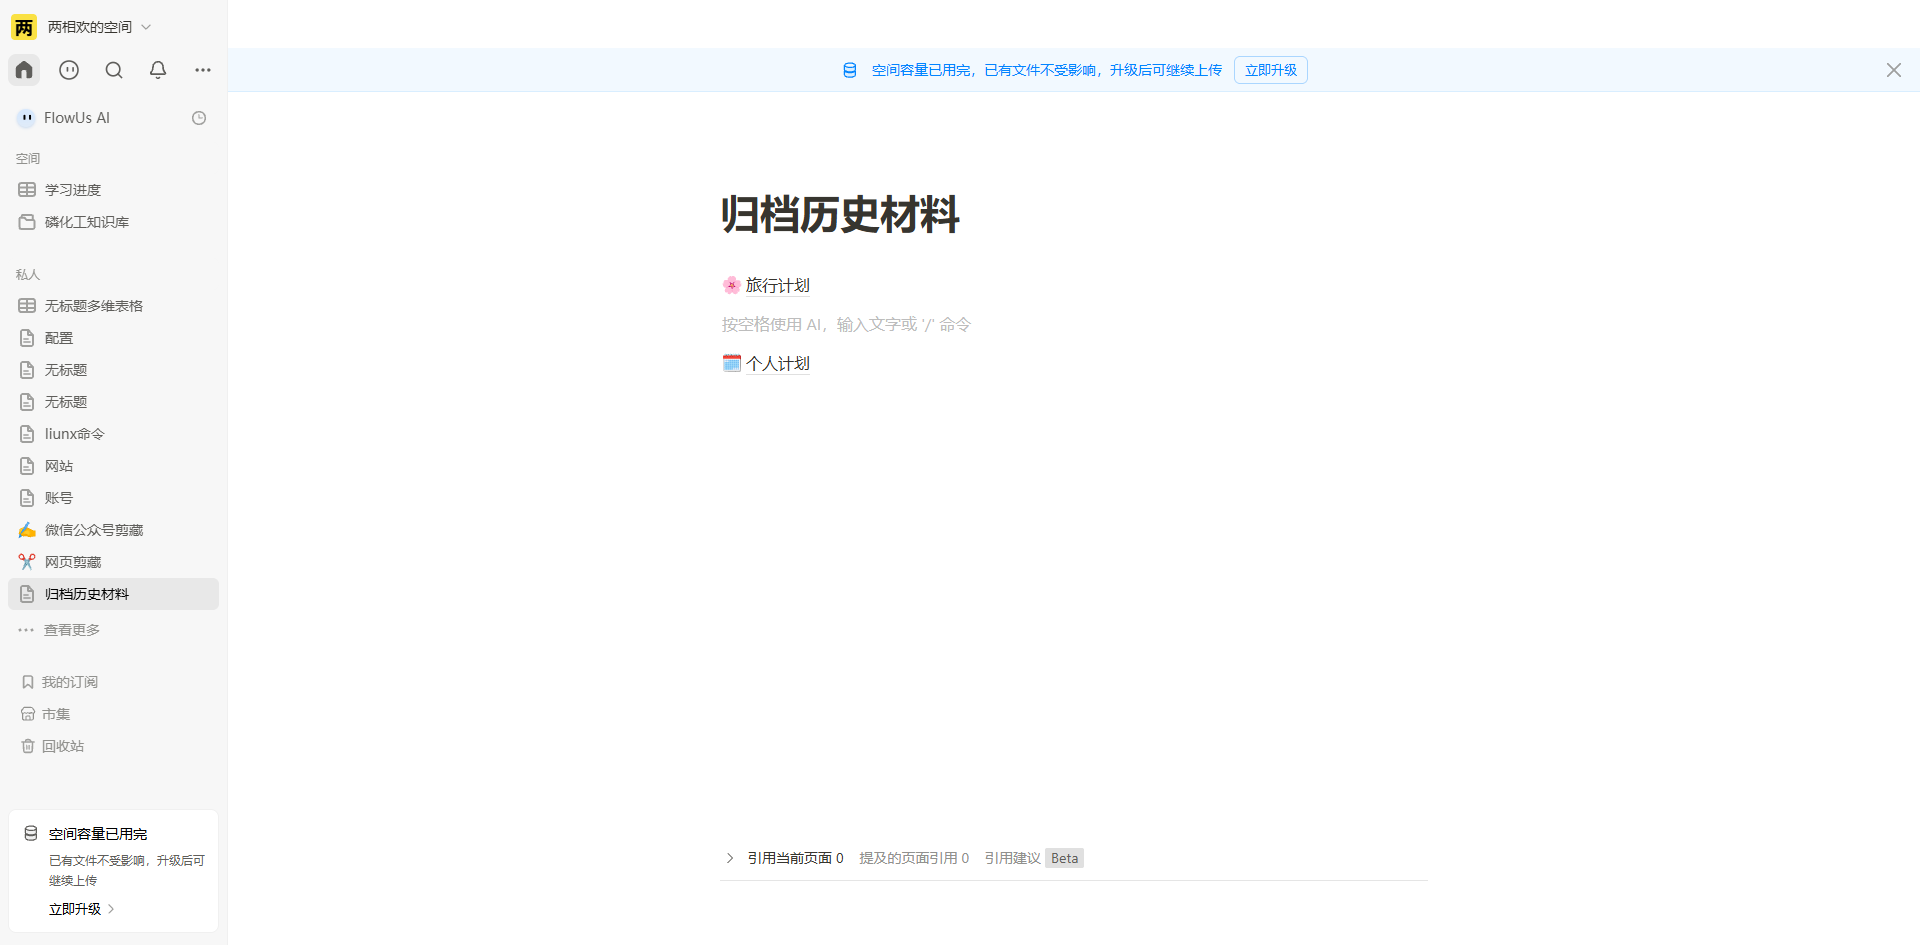 两 两相欢的空间
FlowUs AI
空间
学习进度
磷化工知识库
私人
无标题多维表格
配置
无标题
无标题
liunx命令
网站
账号
微信公众号剪藏
网页剪藏
归档历史材料
查看更多
我的订阅
市集
回收站
空间容量已用完
已有文件不受影响，升级后可
继续上传
立即升级
空间容量已用完，已有文件不受影响，升级后可继续上传 立即升级
归档历史材料
旅行计划
按空格使用 AI，输入文字或 '/' 命令
个人计划
引用当前页面 0 提及的页面引用 0 引用建议 Beta